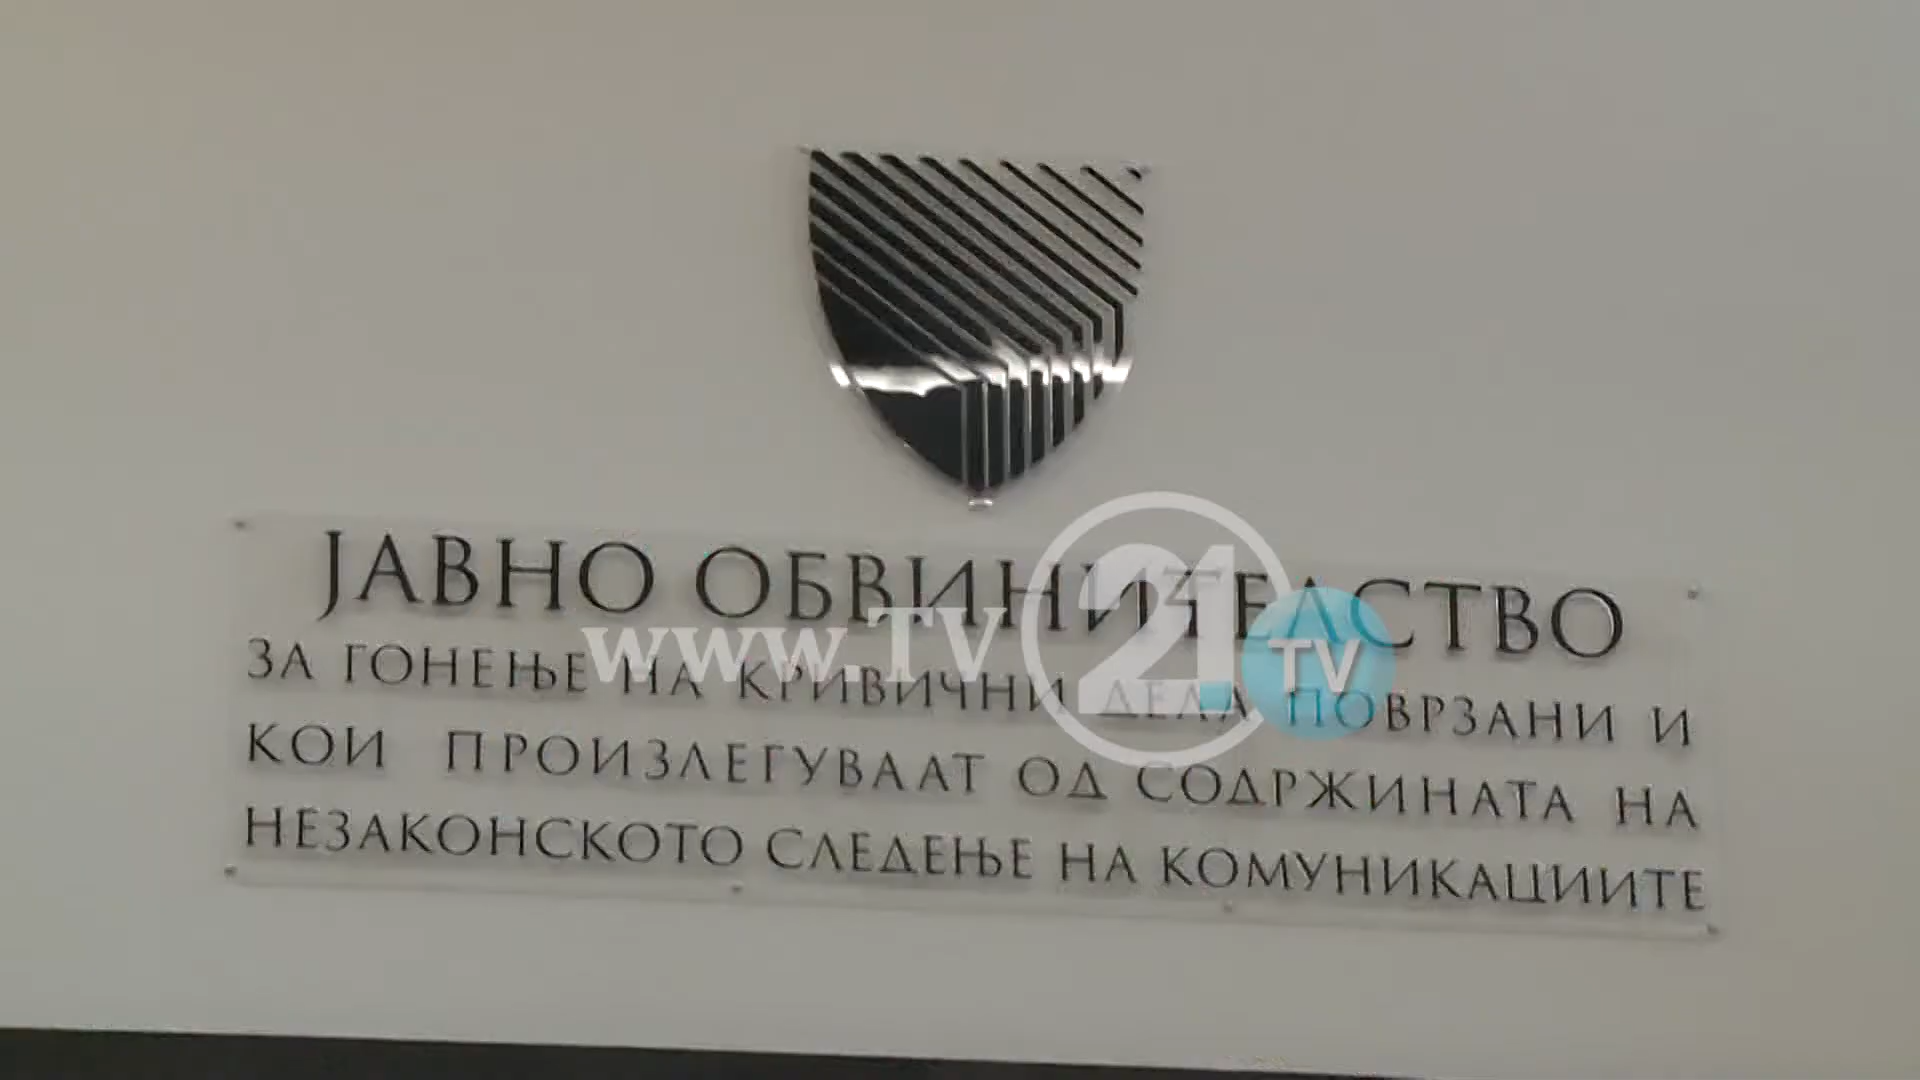 ЈАВНО ОБВИНИТЕЛСТВО
ЗА ГОНЕЊЕ НА КРИВИЧНИ ДЕЛА ПОВРЗАНИ И
КОИ ПРОИЗЛЕГУВААТ ОД СОДРЖИНАТА НА
НЕЗАКОНСКОТО СЛЕДЕЊЕ НА КОМУНИКАЦИИТЕ
www.TV21.TV